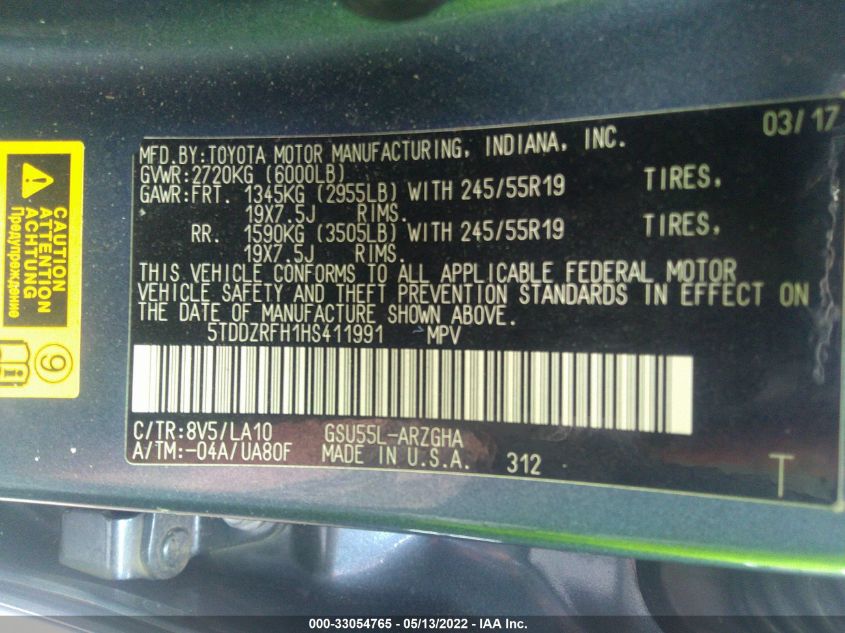 03/17
MFD.BY:TOYOTA MOTOR MANUFACTURING, INDIANA, INC.
GVWR:2720KG (6000LB)
GAWR:FRT. 1345KG (2955LB) WITH 245/55R19 TIRES,
19X7.5J RIMS.
RR. 1590KG (3505LB) WITH 245/55R19 TIRES,
19X7.5J RIMS.
THIS VEHICLE CONFORMS TO ALL APPLICABLE FEDERAL MOTOR
VEHICLE SAFETY AND THEFT PREVENTION STANDARDS IN EFFECT ON
THE DATE OF MANUFACTURE SHOWN ABOVE.
5TDDZRFH1HS411991 MPV
C/TR:8V5/LA10 GSU55L-ARZGHA
A/TM:-04A/UA80F MADE IN U.S.A. 312
T
CAUTION
ATTENTION
ACHTUNG
Предупреждение
9
000-33054765 - 05/13/2022 - IAA Inc.